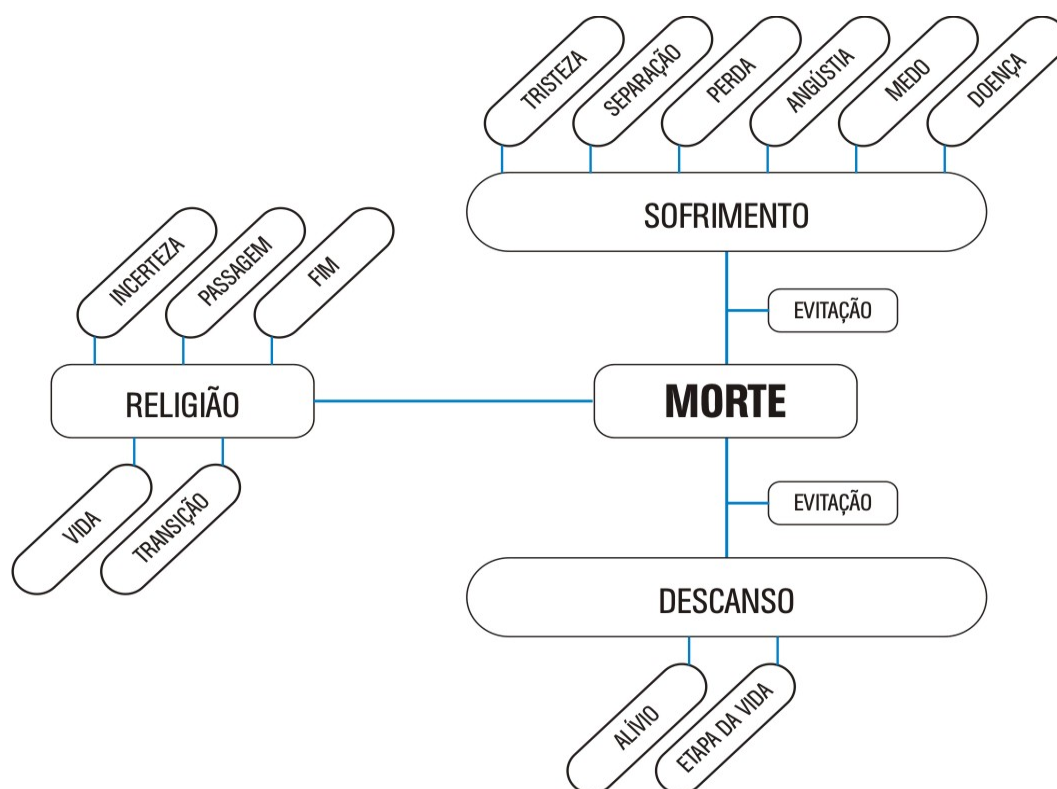 TRISTEZA
SEPARAÇÃO
PERDA
ANGÚSTIA
MEDO
DOENÇA
SOFRIMENTO
EVITAÇÃO
INCERTEZA
PASSAGEM
FIM
RELIGIÃO
MORTE
VIDA
TRANSIÇÃO
EVITAÇÃO
DESCANSO
ALÍVIO
ETAPA DA VIDA